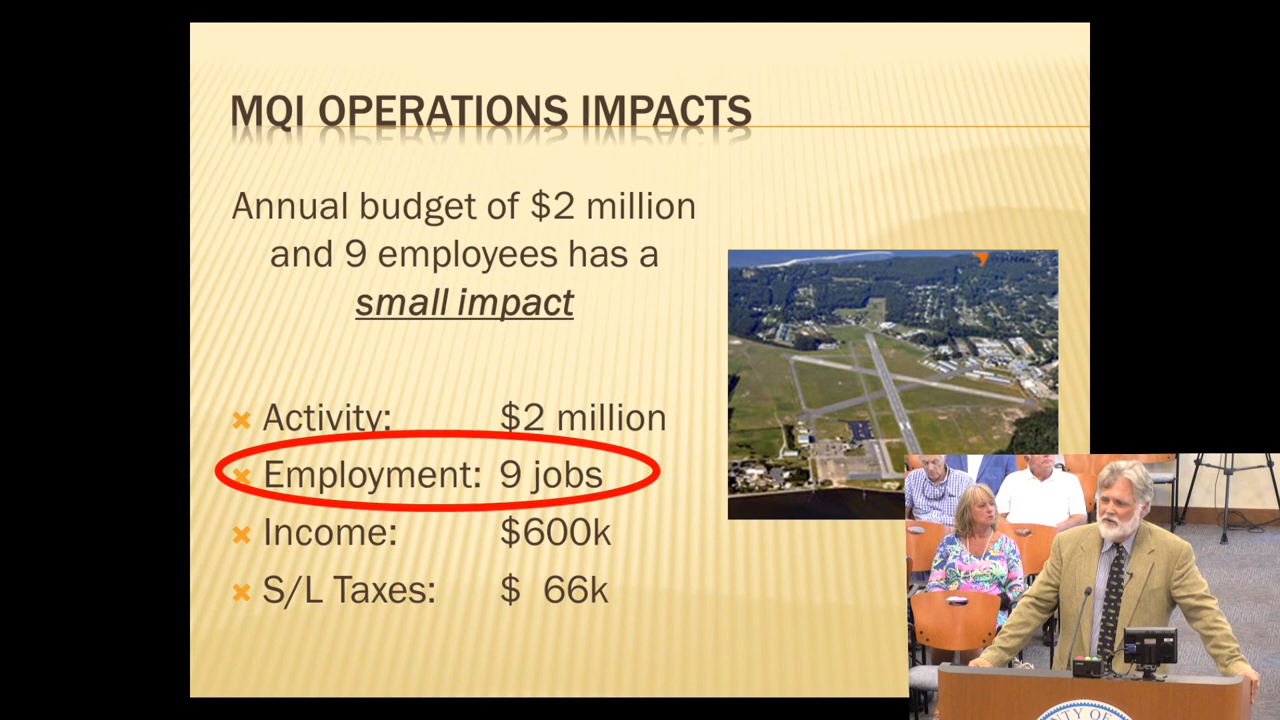 MQI OPERATIONS IMPACTS
Annual budget of $2 million
and 9 employees has a
small impact
Activity: $2 million
Employment: 9 jobs
Income: $600k
S/L Taxes: $ 66k